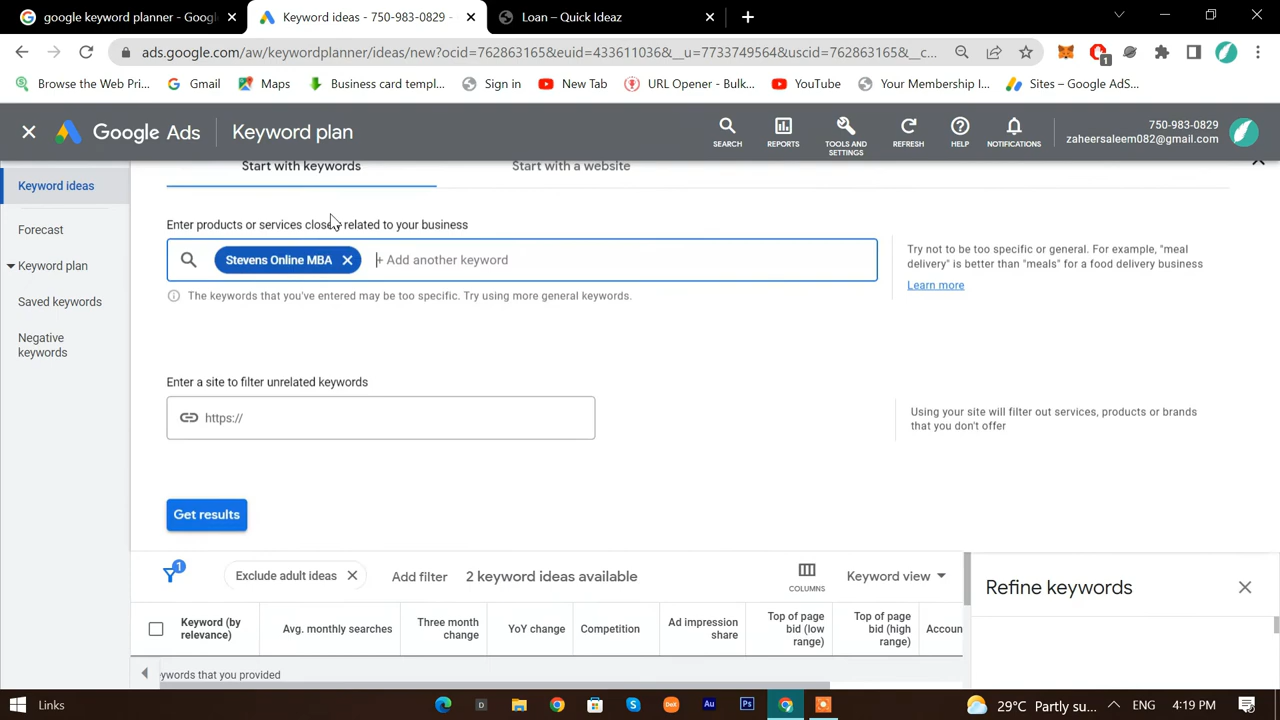 google keyword planner - Googl
Keyword ideas - 750-983-0829 -
Loan – Quick Ideaz
ads.google.com/aw/keywordplanner/ideas/new?ocid=762863165&euid=433611036&__u=7733749564&uscid=762863165&__c...
1
Browse the Web Pri...
Gmail
Maps
Business card templ...
Sign in
New Tab
URL Opener - Bulk...
YouTube
Your Membership I...
Sites – Google AdS...
Google Ads
Keyword plan
SEARCH
REPORTS
TOOLS AND SETTINGS
REFRESH
HELP
NOTIFICATIONS
750-983-0829
zaheersaleem082@gmail.com
Keyword ideas
Forecast
Keyword plan
Saved keywords
Negative
keywords
Start with keywords
Start with a website
Enter products or services closely related to your business
Stevens Online MBA
+ Add another keyword
The keywords that you've entered may be too specific. Try using more general keywords.
Try not to be too specific or general. For example, "meal
delivery" is better than "meals" for a food delivery business
Learn more
Enter a site to filter unrelated keywords
https://
Using your site will filter out services, products or brands
that you don't offer
Get results
1
Exclude adult ideas
Add filter
2 keyword ideas available
COLUMNS
Keyword view
Refine keywords
Keyword (by
relevance)
Avg. monthly searches
Three month
change
YoY change
Competition
Ad impression
share
Top of page
bid (low
range)
Top of page
bid (high
range)
Accoun
eywords that you provided
Links
DeX
Au
Ps
29°C Partly su...
ENG
4:19 PM